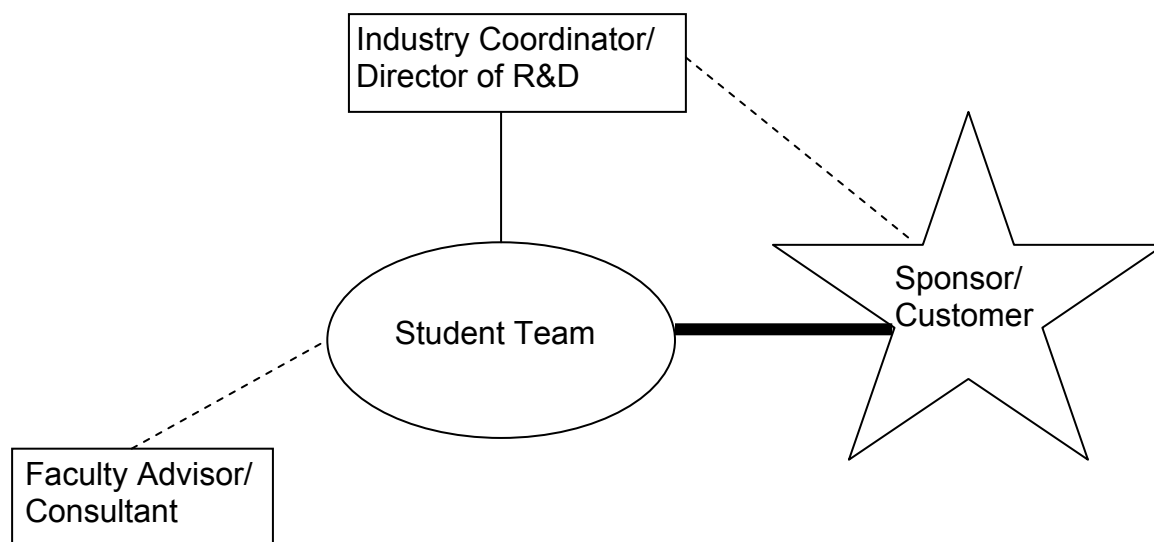 Industry Coordinator/
Director of R&D
Sponsor/
Customer
Student Team
Faculty Advisor/
Consultant